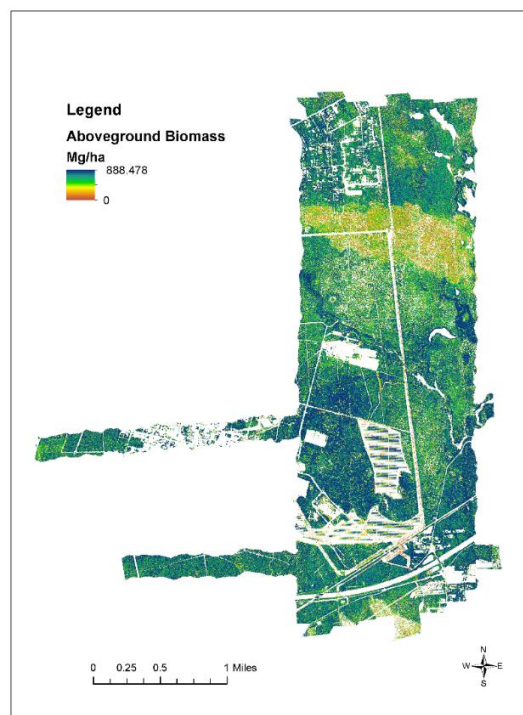 Legend
Aboveground Biomass
Mg/ha
888.478
0
0 0.25 0.5 1 Miles
N
W E
S